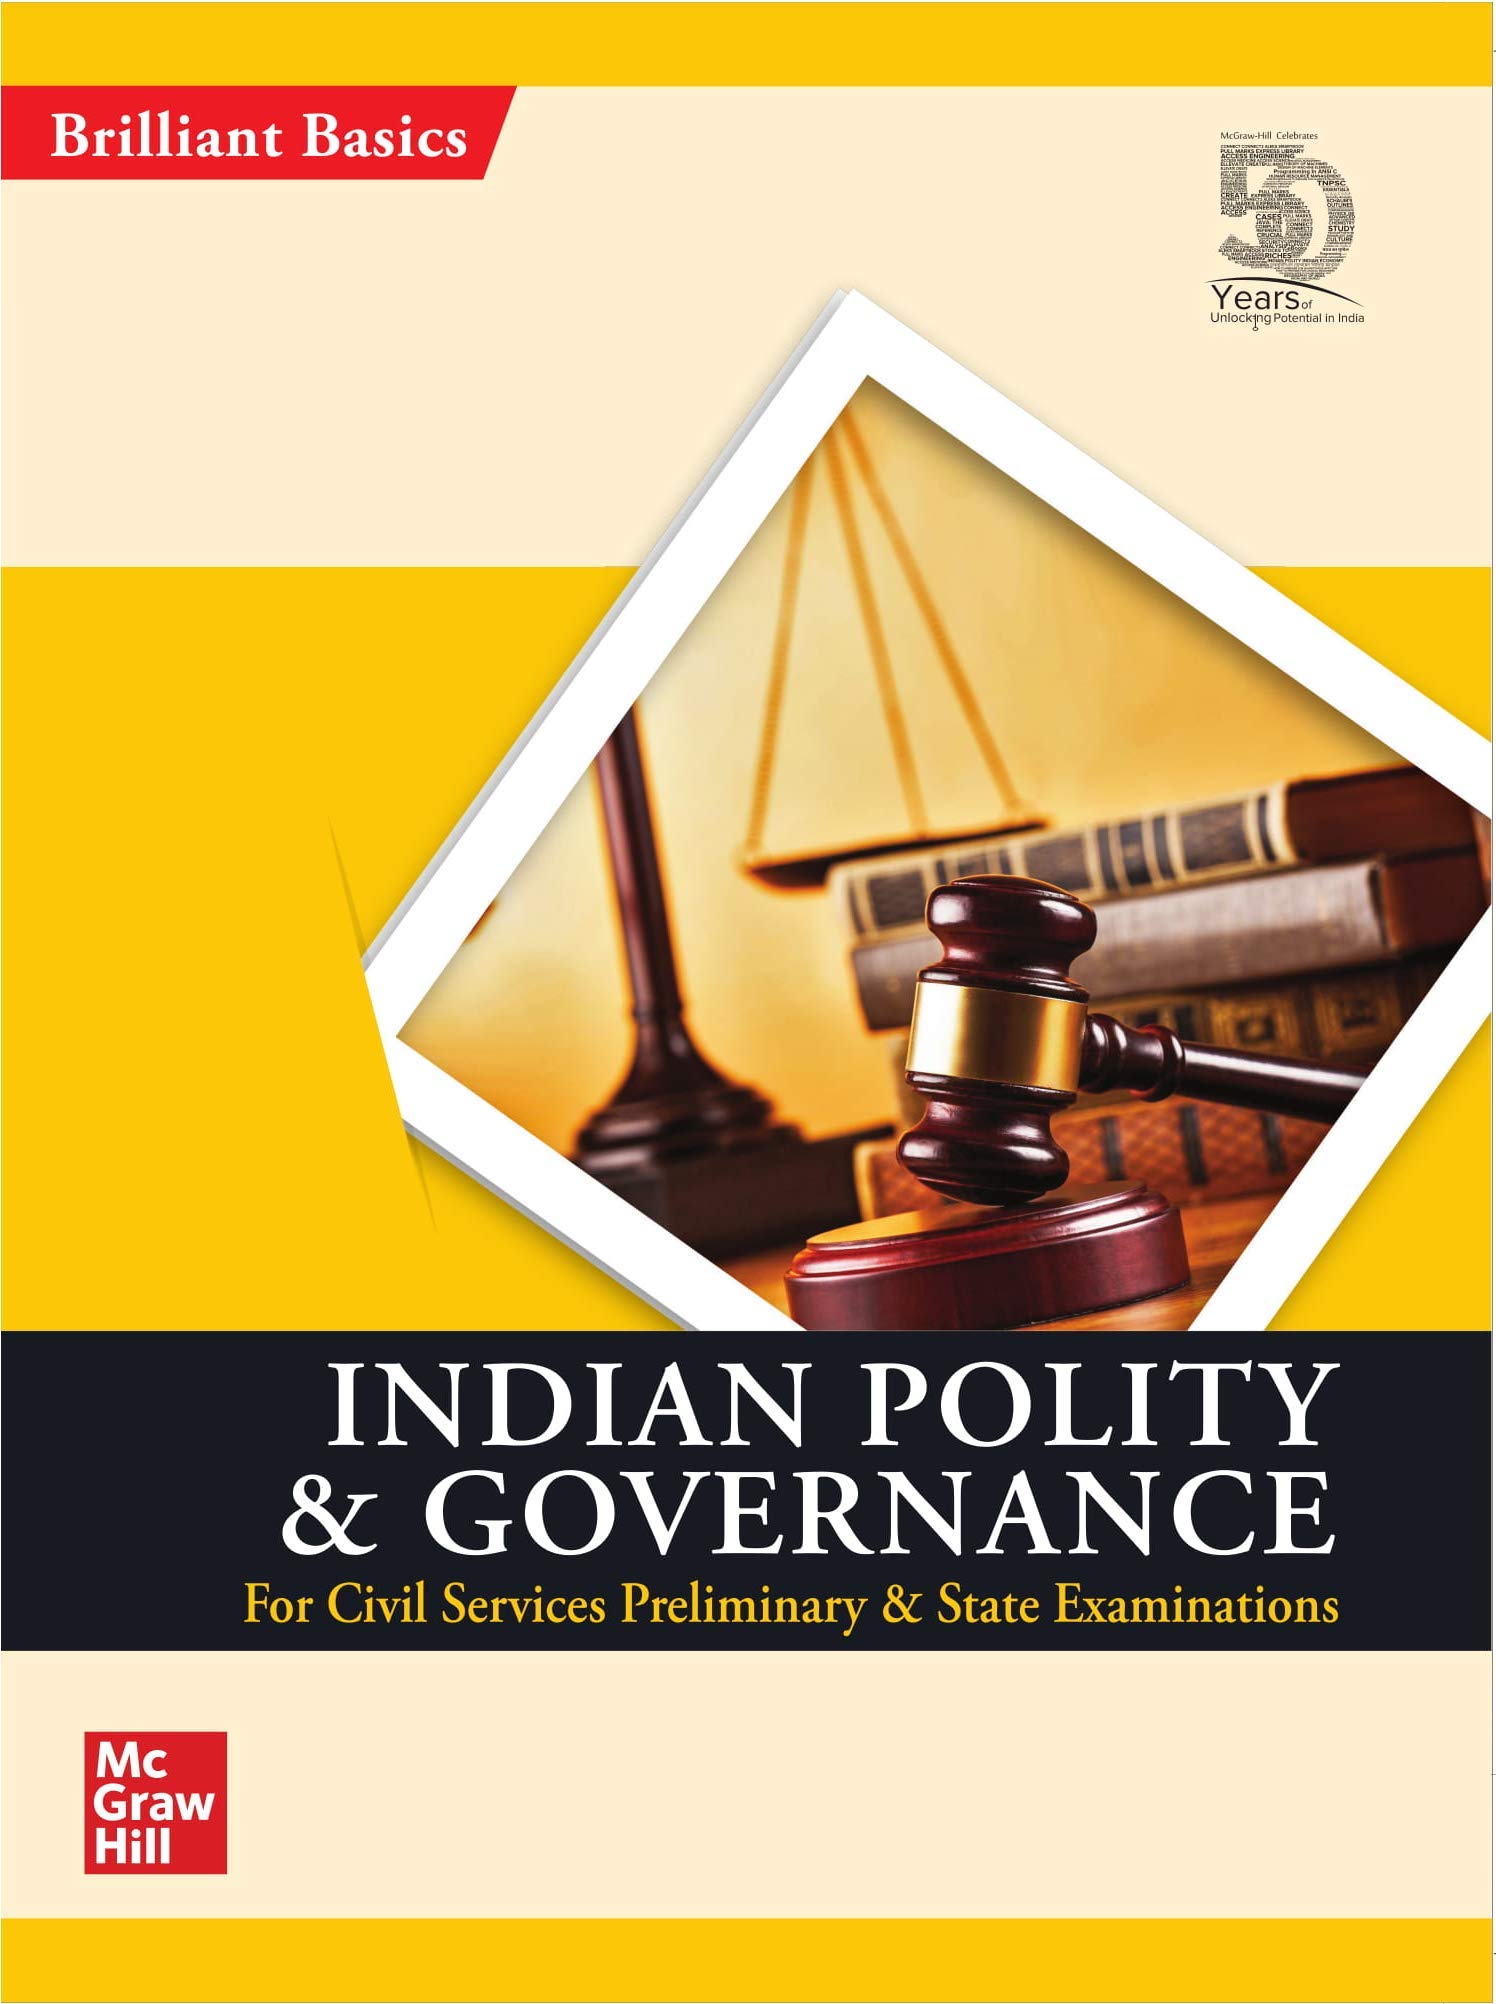 Brilliant Basics
McGraw-Hill Celebrates
50
Years of
Unlocking Potential in India
INDIAN POLITY
& GOVERNANCE
For Civil Services Preliminary & State Examinations
Mc
Graw
Hill